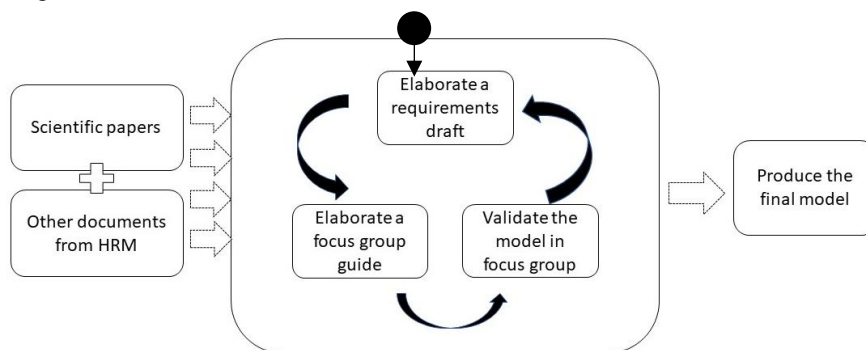 Scientific papers
Other documents
from HRM
Elaborate a
requirements
draft
Elaborate a
focus group
guide
Validate the
model in
focus group
Produce the
final model